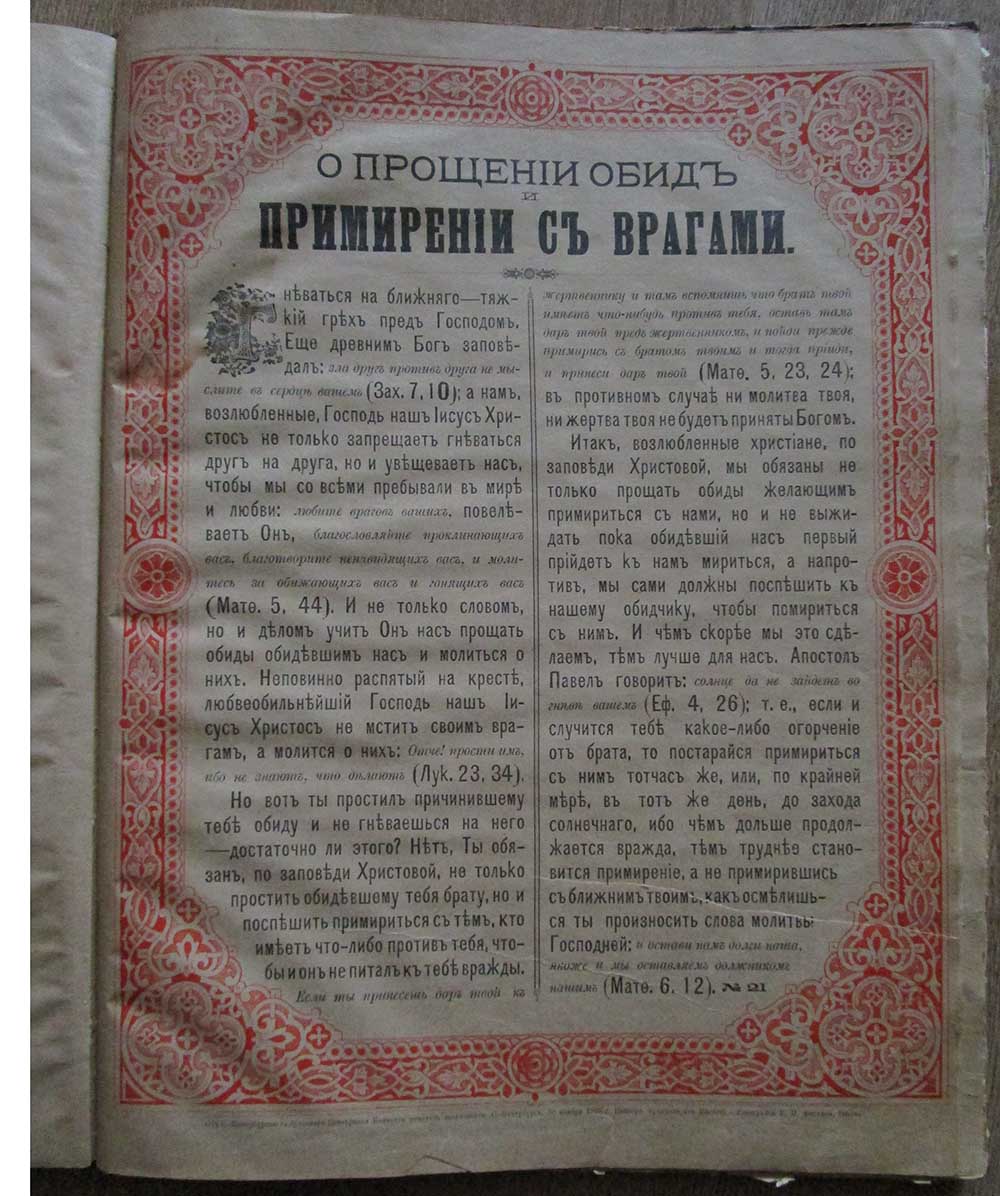 О ПРОЩЕНІИ ОБИДЪ
И
ПРИМИРЕНІИ СЪ ВРАГАМИ.
Гнѣваться на ближняго—тяж-
кій грѣхъ предъ Господомъ.
Еще древнимъ Богъ заповѣ-
далъ: зла другъ противъ друга не мы-
слите въ сердцѣ вашемъ (Зах. 7, 10); а намъ,
возлюбленные, Господь нашъ Іисусъ Хри-
стосъ не только запрещаетъ гнѣваться
другъ на друга, но и увѣщеваетъ насъ,
чтобы мы со всѣми пребывали въ мирѣ
и любви: любите враговъ вашихъ, повелѣ-
ваетъ Онъ, благословляйте проклинающихъ
васъ, благотворите ненавидящихъ васъ, и моли-
тесь за обижающихъ васъ и гонящихъ васъ
(Матѳ. 5, 44). И не только словомъ,
но и дѣломъ учитъ Онъ насъ прощать
обиды обидѣвшимъ насъ и молиться о
нихъ. Неповинно распятый на крестѣ,
любвеобильнѣйшій Господь нашъ Іи-
сусъ Христосъ не мститъ своимъ вра-
гамъ, а молится о нихъ: Отче! прости имъ,
ибо не знаютъ, что дѣлаютъ (Лук. 23, 34).
Но вотъ ты простилъ причинившему
тебѣ обиду и не гнѣваешься на него
—достаточно ли этого? Нѣтъ, Ты обя-
занъ, по заповѣди Христовой, не только
простить обидѣвшему тебя брату, но и
поспѣшить примириться съ тѣмъ, кто
имѣетъ что-либо противъ тебя, что-
бы и онъ не питалъ къ тебѣ вражды.
Если ты принесешь даръ твой къ
жертвеннику и тамъ вспомнишь что братъ твой
имѣетъ что-нибудь противъ тебя, оставь тамъ
даръ твой предъ жертвенникомъ, и пойди прежде
примирись съ братомъ твоимъ и тогда прійди,
и принеси даръ твой (Матѳ. 5, 23, 24);
въ противномъ случаѣ ни молитва твоя,
ни жертва твоя не будетъ приняты Богомъ.
Итакъ, возлюбленные христіане, по
заповѣди Христовой, мы обязаны не
только прощать обиды желающимъ
примириться съ нами, но и не выжи-
дать пока обидѣвшій насъ первый
прійдетъ къ намъ мириться, а напро-
тивъ, мы сами должны поспѣшить къ
нашему обидчику, чтобы помириться
съ нимъ. И чѣмъ скорѣе мы это сдѣ-
лаемъ, тѣмъ лучше для насъ. Апостолъ
Павелъ говоритъ: солнце да не зайдетъ во
гнѣвѣ вашемъ (Еф. 4, 26); т. е., если и
случится тебѣ какое-либо огорченіе
отъ брата, то постарайся примириться
съ нимъ тотчасъ же, или, по крайней
мѣрѣ, въ тотъ же день, до захода
солнечнаго, ибо чѣмъ дольше продол-
жается вражда, тѣмъ труднѣе стано-
вится примиреніе, а не примирившись
съ ближнимъ твоимъ, какъ осмѣлишь-
ся ты произносить слова молитвы
Господней: и остави намъ долги наша,
якоже и мы оставляемъ должникомъ
нашимъ (Матѳ. 6, 12). № 21